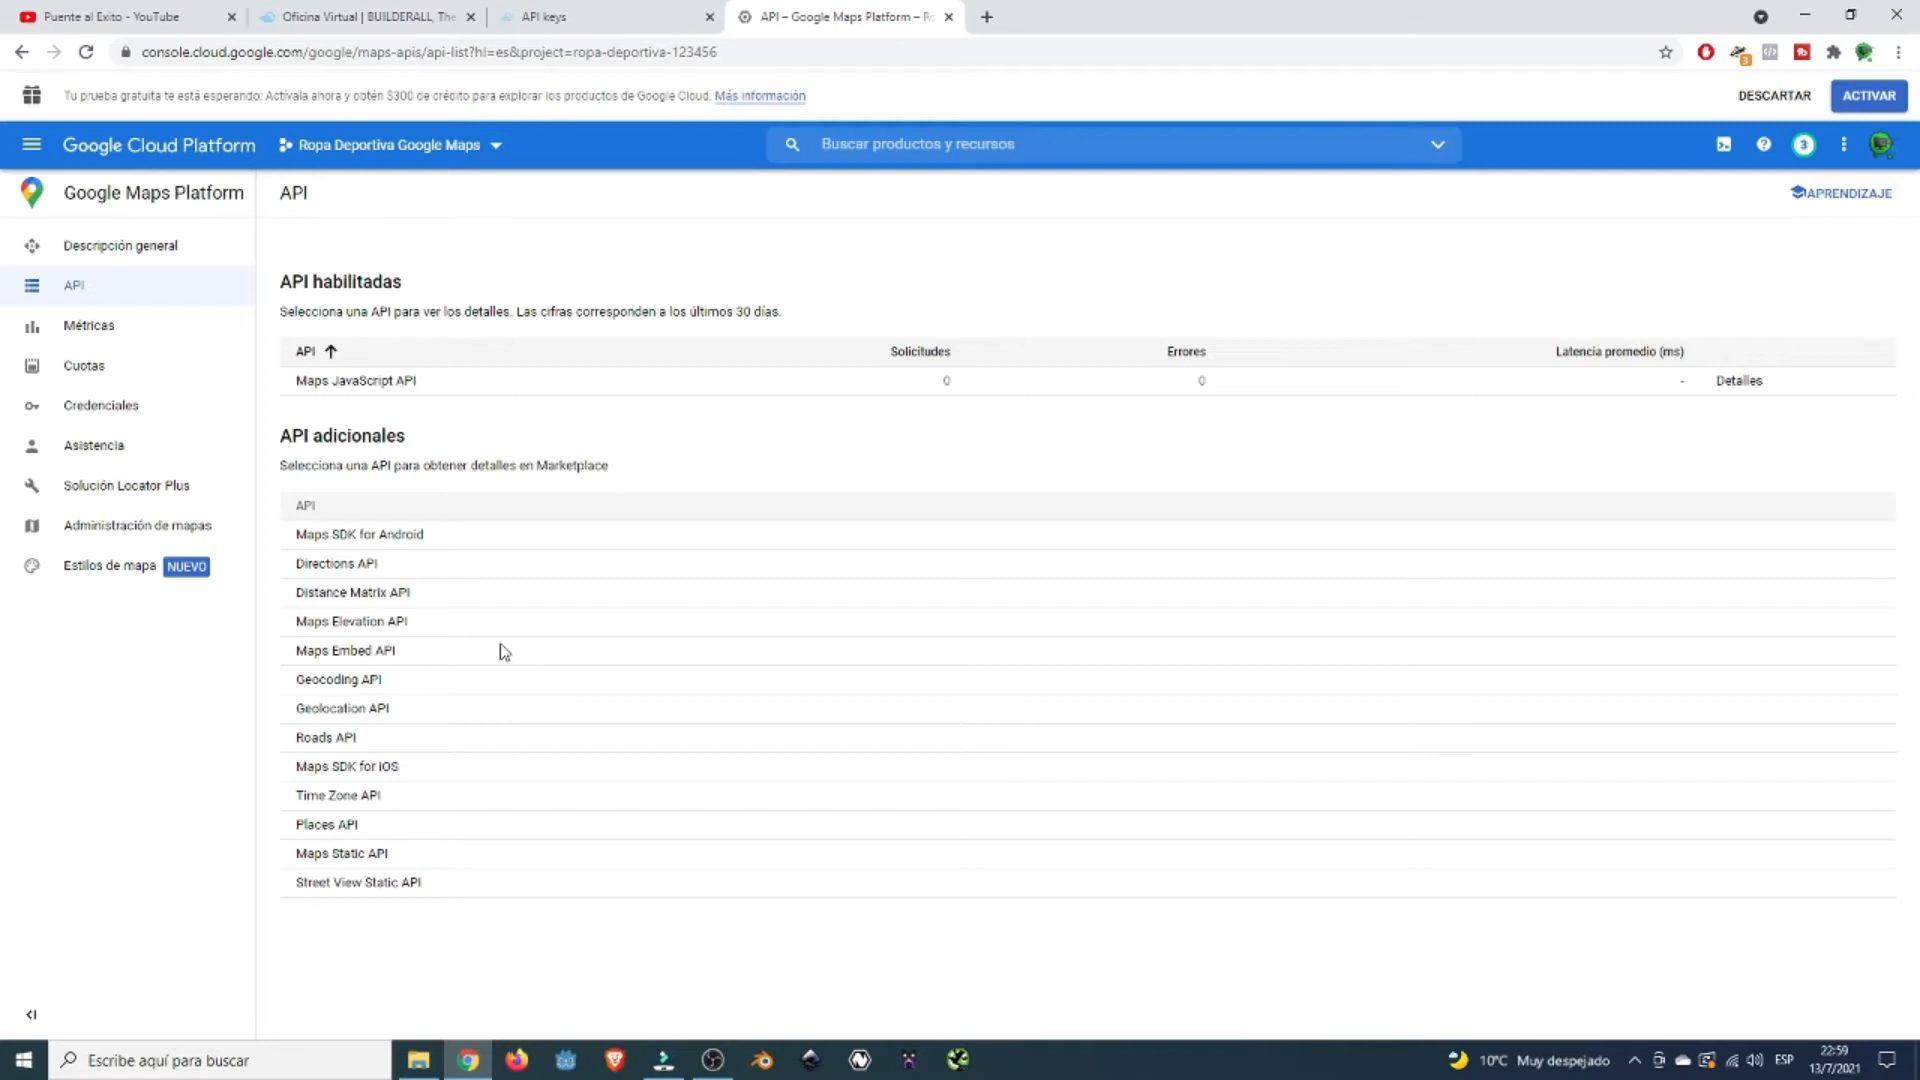 Puente al Exito - YouTube
Oficina Virtual | BUILDERALL, The
API keys
API – Google Maps Platform – Ro
console.cloud.google.com/google/maps-apis/api-list?hl=es&project=ropa-deportiva-123456
3
Tu prueba gratuita te está esperando: Actívala ahora y obtén $300 de crédito para explorar los productos de Google Cloud. Más información
DESCARTAR
ACTIVAR
Google Cloud Platform
Ropa Deportiva Google Maps
Buscar productos y recursos
3
Google Maps Platform
API
APRENDIZAJE
Descripción general
API
Métricas
Cuotas
Credenciales
Asistencia
Solución Locator Plus
Administración de mapas
Estilos de mapa NUEVO
API habilitadas
Selecciona una API para ver los detalles. Las cifras corresponden a los últimos 30 días.
API Solicitudes Errores Latencia promedio (ms)
Maps JavaScript API 0 0 - Detalles
API adicionales
Selecciona una API para obtener detalles en Marketplace
API
Maps SDK for Android
Directions API
Distance Matrix API
Maps Elevation API
Maps Embed API
Geocoding API
Geolocation API
Roads API
Maps SDK for iOS
Time Zone API
Places API
Maps Static API
Street View Static API
Escribe aquí para buscar
10°C Muy despejado
ESP
22:59
13/7/2021